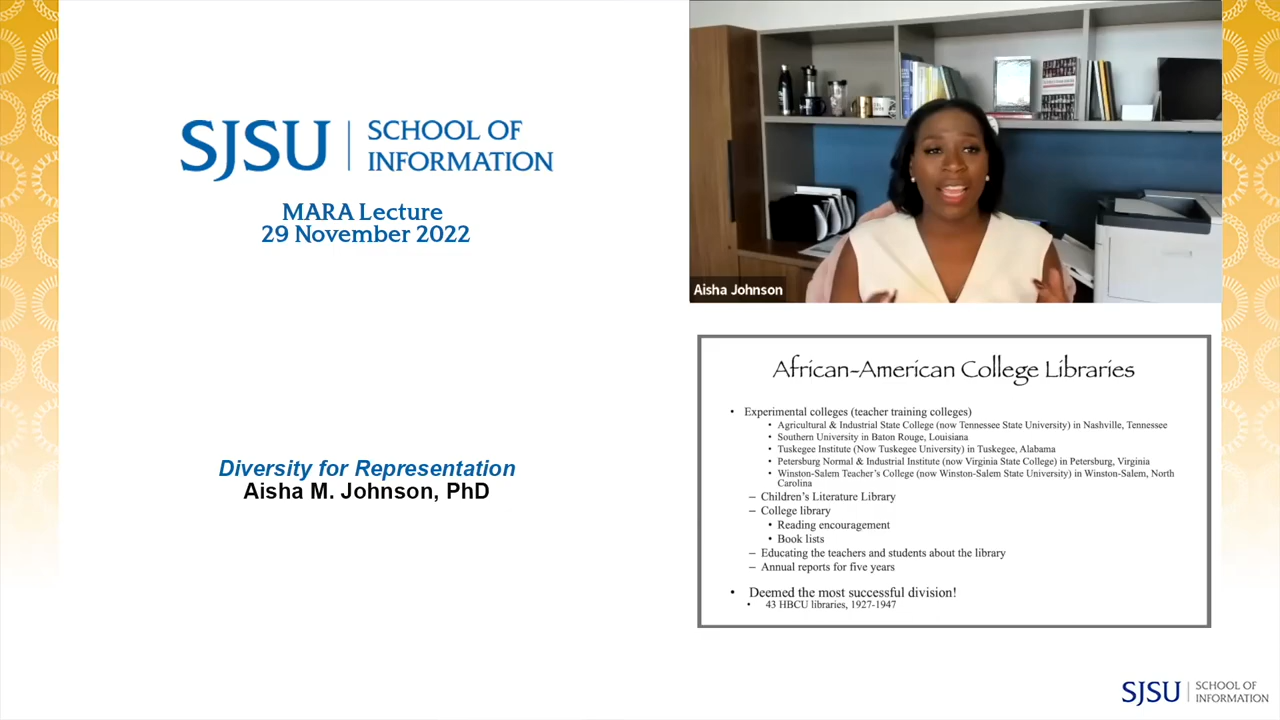 SJSU | SCHOOL OF
INFORMATION
MARA Lecture
29 November 2022
Diversity for Representation
Aisha M. Johnson, PhD
Aisha Johnson
African-American College Libraries
• Experimental colleges (teacher training colleges)
• Agricultural & Industrial State College (now Tennessee State University) in Nashville, Tennessee
• Southern University in Baton Rouge, Louisiana
• Tuskegee Institute (Now Tuskegee University) in Tuskegee, Alabama
• Petersburg Normal & Industrial Institute (now Virginia State College) in Petersburg, Virginia
• Winston-Salem Teacher's College (now Winston-Salem State University) in Winston-Salem, North
Carolina
– Children's Literature Library
– College library
• Reading encouragement
• Book lists
– Educating the teachers and students about the library
– Annual reports for five years
• Deemed the most successful division!
• 43 HBCU libraries, 1927-1947
SJSU | SCHOOL OF
INFORMATION